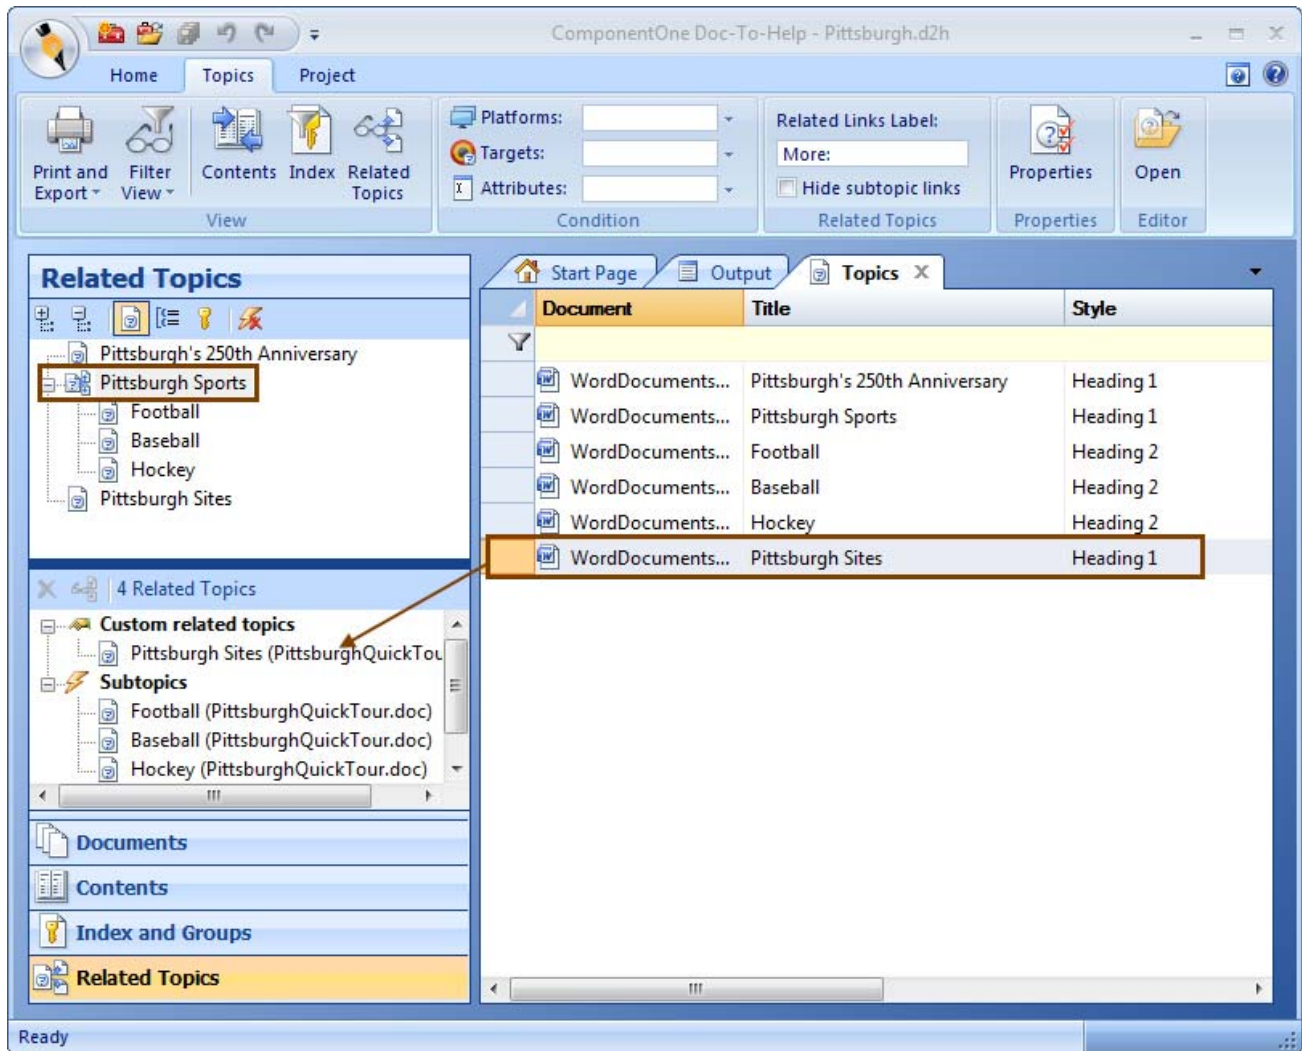 ComponentOne Doc-To-Help - Pittsburgh.d2h
Home Topics Project
Print and Export
Filter View
Contents
Index
Related Topics
View
Platforms:
Targets:
Attributes:
Condition
Related Links Label:
More:
Hide subtopic links
Related Topics
Properties
Properties
Open
Editor
Related Topics
Pittsburgh's 250th Anniversary
Pittsburgh Sports
Football
Baseball
Hockey
Pittsburgh Sites
4 Related Topics
Custom related topics
Pittsburgh Sites (PittsburghQuickTou
Subtopics
Football (PittsburghQuickTour.doc)
Baseball (PittsburghQuickTour.doc)
Hockey (PittsburghQuickTour.doc)
Documents
Contents
Index and Groups
Related Topics
Start Page Output Topics X
Document Title Style
WordDocuments... Pittsburgh's 250th Anniversary Heading 1
WordDocuments... Pittsburgh Sports Heading 1
WordDocuments... Football Heading 2
WordDocuments... Baseball Heading 2
WordDocuments... Hockey Heading 2
WordDocuments... Pittsburgh Sites Heading 1
Ready